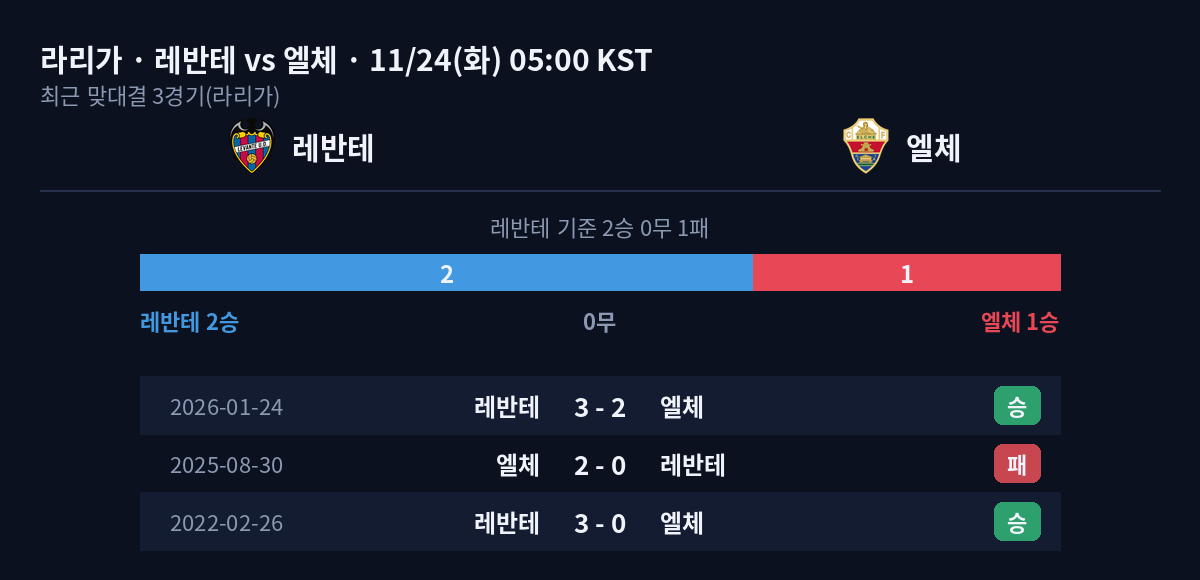 라리가 · 레반테 vs 엘체 · 11/24(화) 05:00 KST
최근 맞대결 3경기(라리가)
LEVANTE U.D. 레반테
C F ELCHE 엘체
레반테 기준 2승 0무 1패
2 1
레반테 2승 0무 엘체 1승
2026-01-24 레반테 3 - 2 엘체 승
2025-08-30 엘체 2 - 0 레반테 패
2022-02-26 레반테 3 - 0 엘체 승